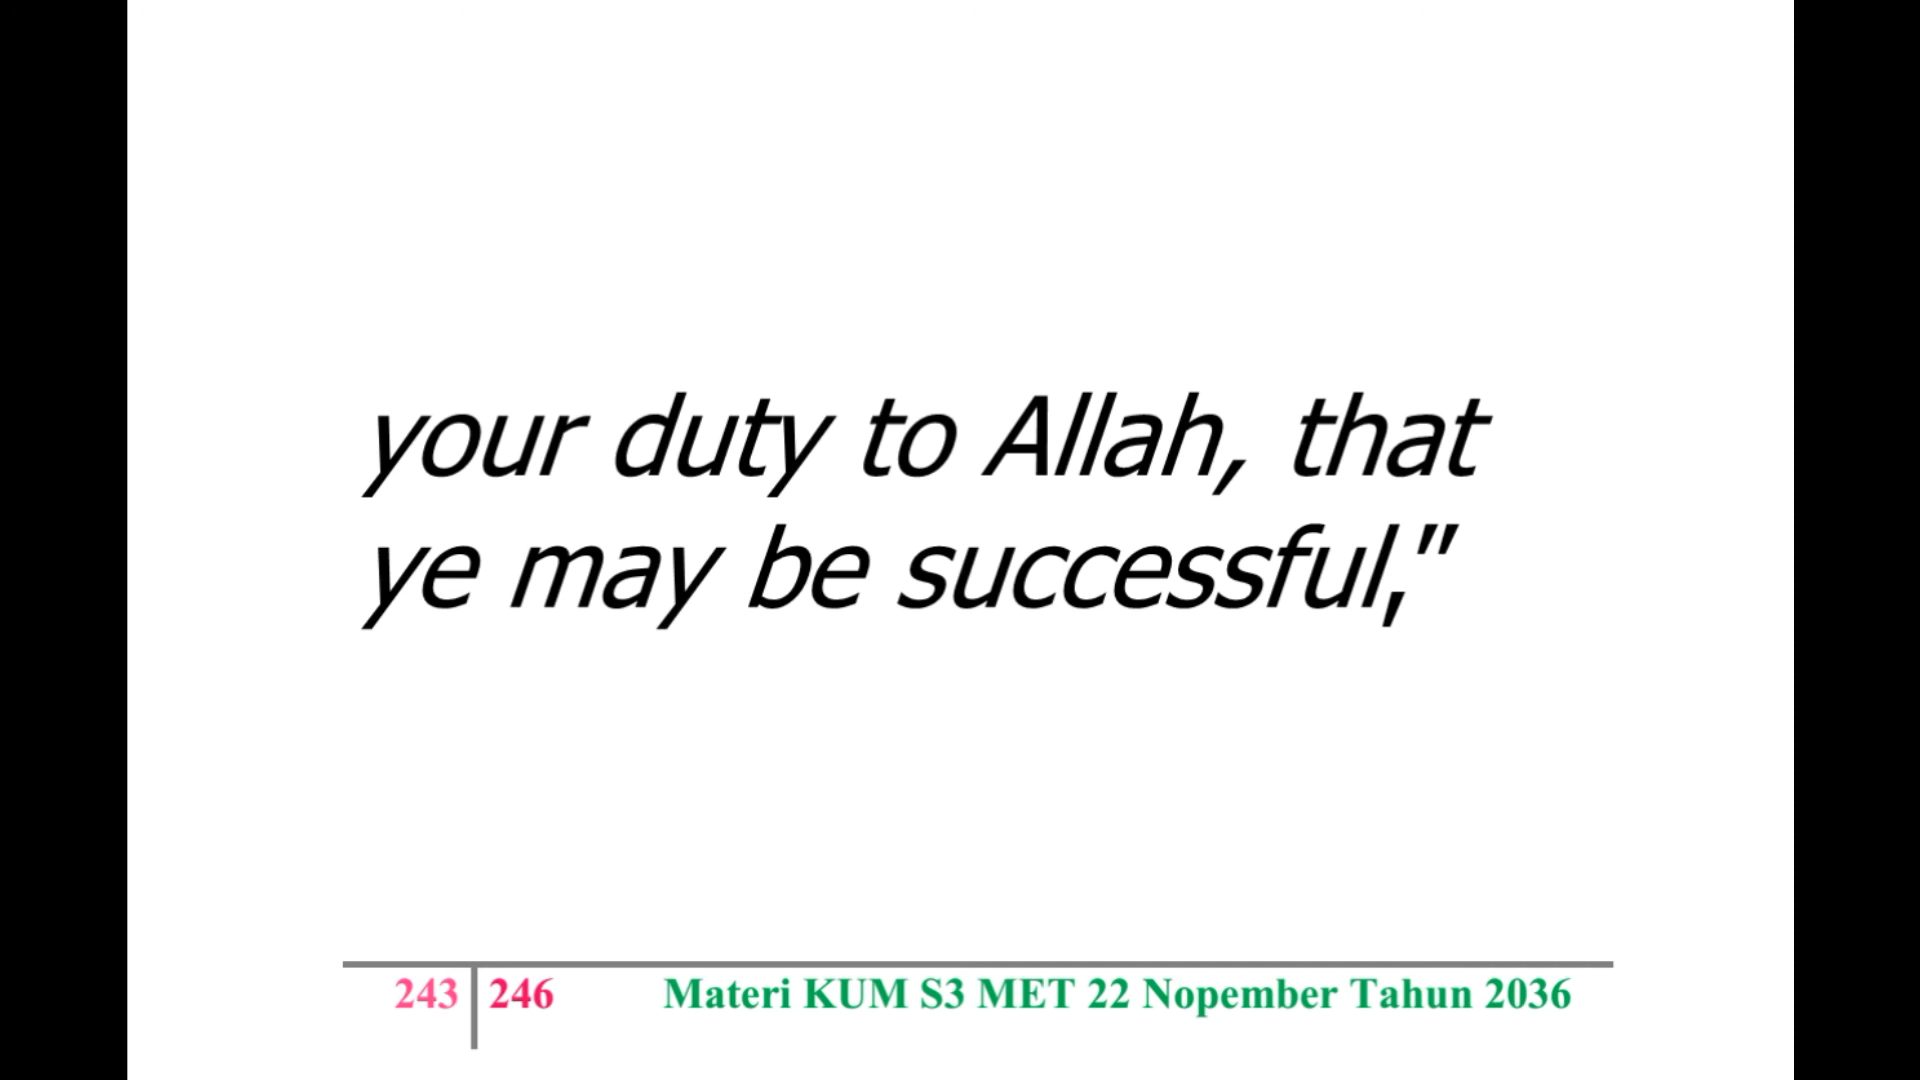 your duty to Allah, that
ye may be successful,"
243 246 Materi KUM S3 MET 22 Nopember Tahun 2036